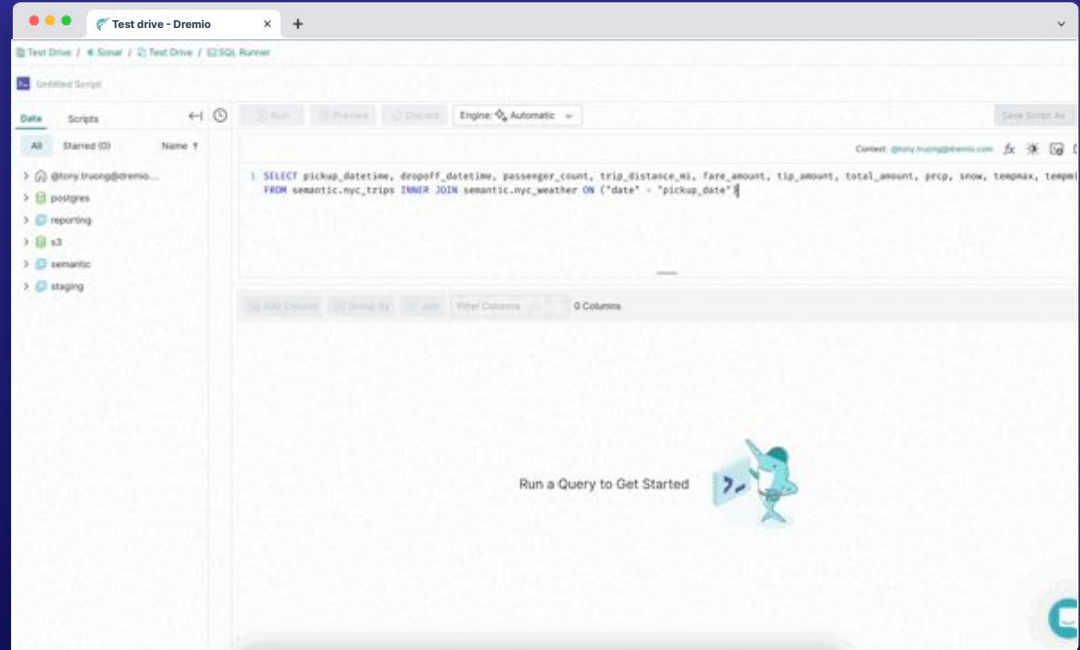 Test drive - Dremio
Test Drive / Sonar / Test Drive / SQL Runner
Untitled Script
Data Scripts
Run Preview Discard Engine: Automatic Save Script As
All Starred (0) Name ↑
Context: @tony.truong@dremio.com fx
@tony.truong@dremio...
postgres
reporting
s3
semantic
staging
1 SELECT pickup_datetime, dropoff_datetime, passenger_count, trip_distance_mi, fare_amount, tip_amount, total_amount, prcp, snow, tempmax, tempmi
FROM semantic.nyc_trips INNER JOIN semantic.nyc_weather ON ("date" = "pickup_date")
Add Column Group By Join Filter Columns 0 Columns
Run a Query to Get Started